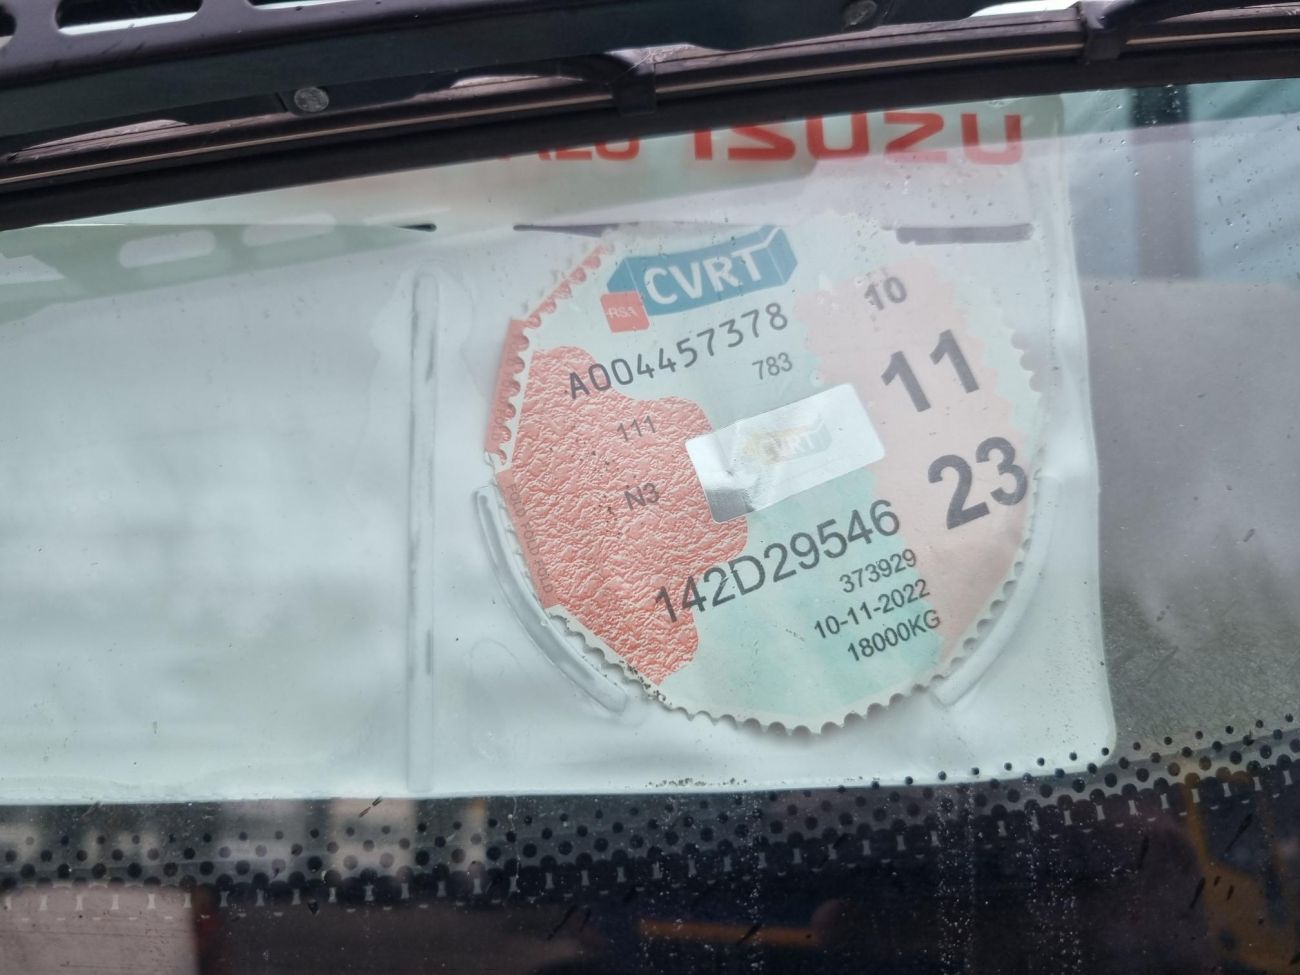 ISUZU
CVRT
RSA
10
A004457378
11
783
111
CVRT
N3
23
142D29546
373929
10-11-2022
18000KG